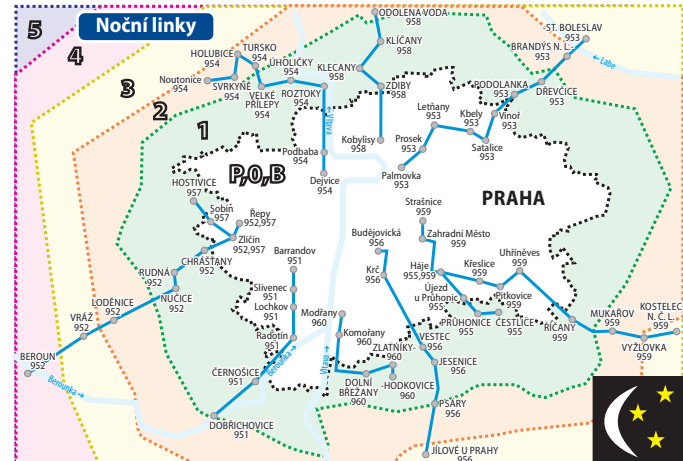 Noční linky
5
4
3
2
1
P,0,B
PRAHA
ODOLENA VODA
958
KLÍČANY
958
KLECANY
958
ZDIBY
958
Kobylisy
958
-ST. BOLESLAV
953
BRANDÝS N. L.-
953
Labe
DŘEVČICE
953
PODOLANKA
953
Vinoř
953
Satalice
953
Kbely
953
Letňany
953
Prosek
953
Palmovka
953
TURSKO
954
HOLUBICE
954
Noutonice
954
SVRKYNĚ
954
VELKÉ
PŘÍLEPY
954
ÚHOLIČKY
954
ROZTOKY
954
Vltava
Podbaba
954
Dejvice
954
HOSTIVICE
957
Sobín
957
Řepy
952,957
Zličín
952,957
CHRÁŠŤANY
952
RUDNÁ
952
NUČICE
952
LODĚNICE
952
VRÁŽ
952
BEROUN
952
Berounka
Barrandov
951
Slivenec
951
Lochkov
951
Radotín
951
Berounka
ČERNOŠICE
951
DOBŘICHOVICE
951
Modřany
960
Komořany
960
Vltava
DOLNÍ
BŘEŽANY
960
ZLATNÍKY-
960
-HODKOVICE
960
Budějovická
956
Krč
956
VESTEC
956
JESENICE
956
PSÁRY
956
JÍLOVÉ U PRAHY
956
Strašnice
959
Zahradní Město
959
Háje
955,959
Újezd
u Průhonic
955
PRŮHONICE
955
ČESTLICE
955
Křeslice
959
Pitkovice
959
Uhříněves
959
ŘÍČANY
959
MUKAŘOV
959
VYŽLOVKA
959
KOSTELEC
N. Č. L.
959